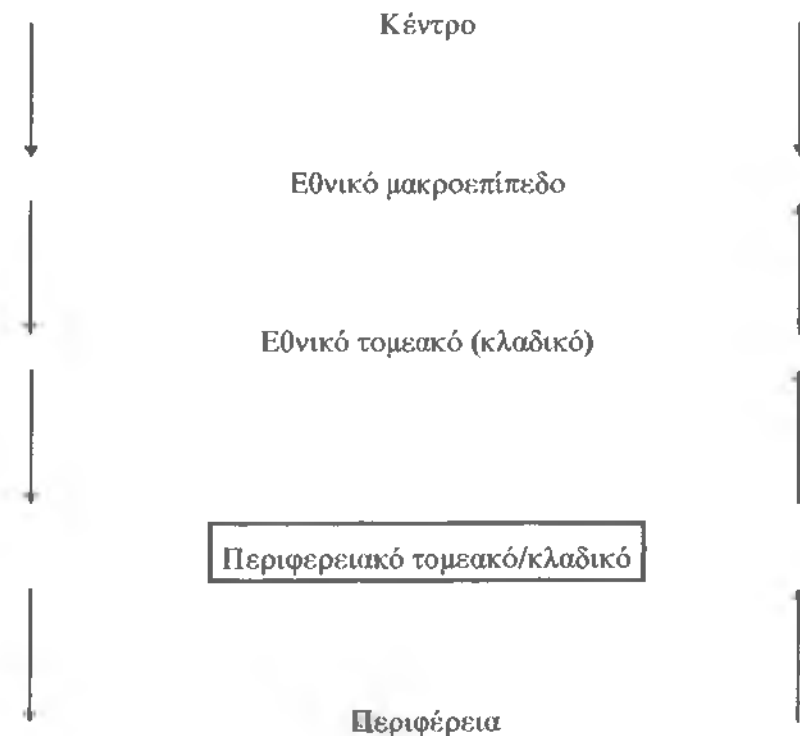 Κέντρο
Εθνικό μακροεπίπεδο
Εθνικό τομεακό (κλαδικό)
Περιφερειακό τομεακό/κλαδικό
Περιφέρεια